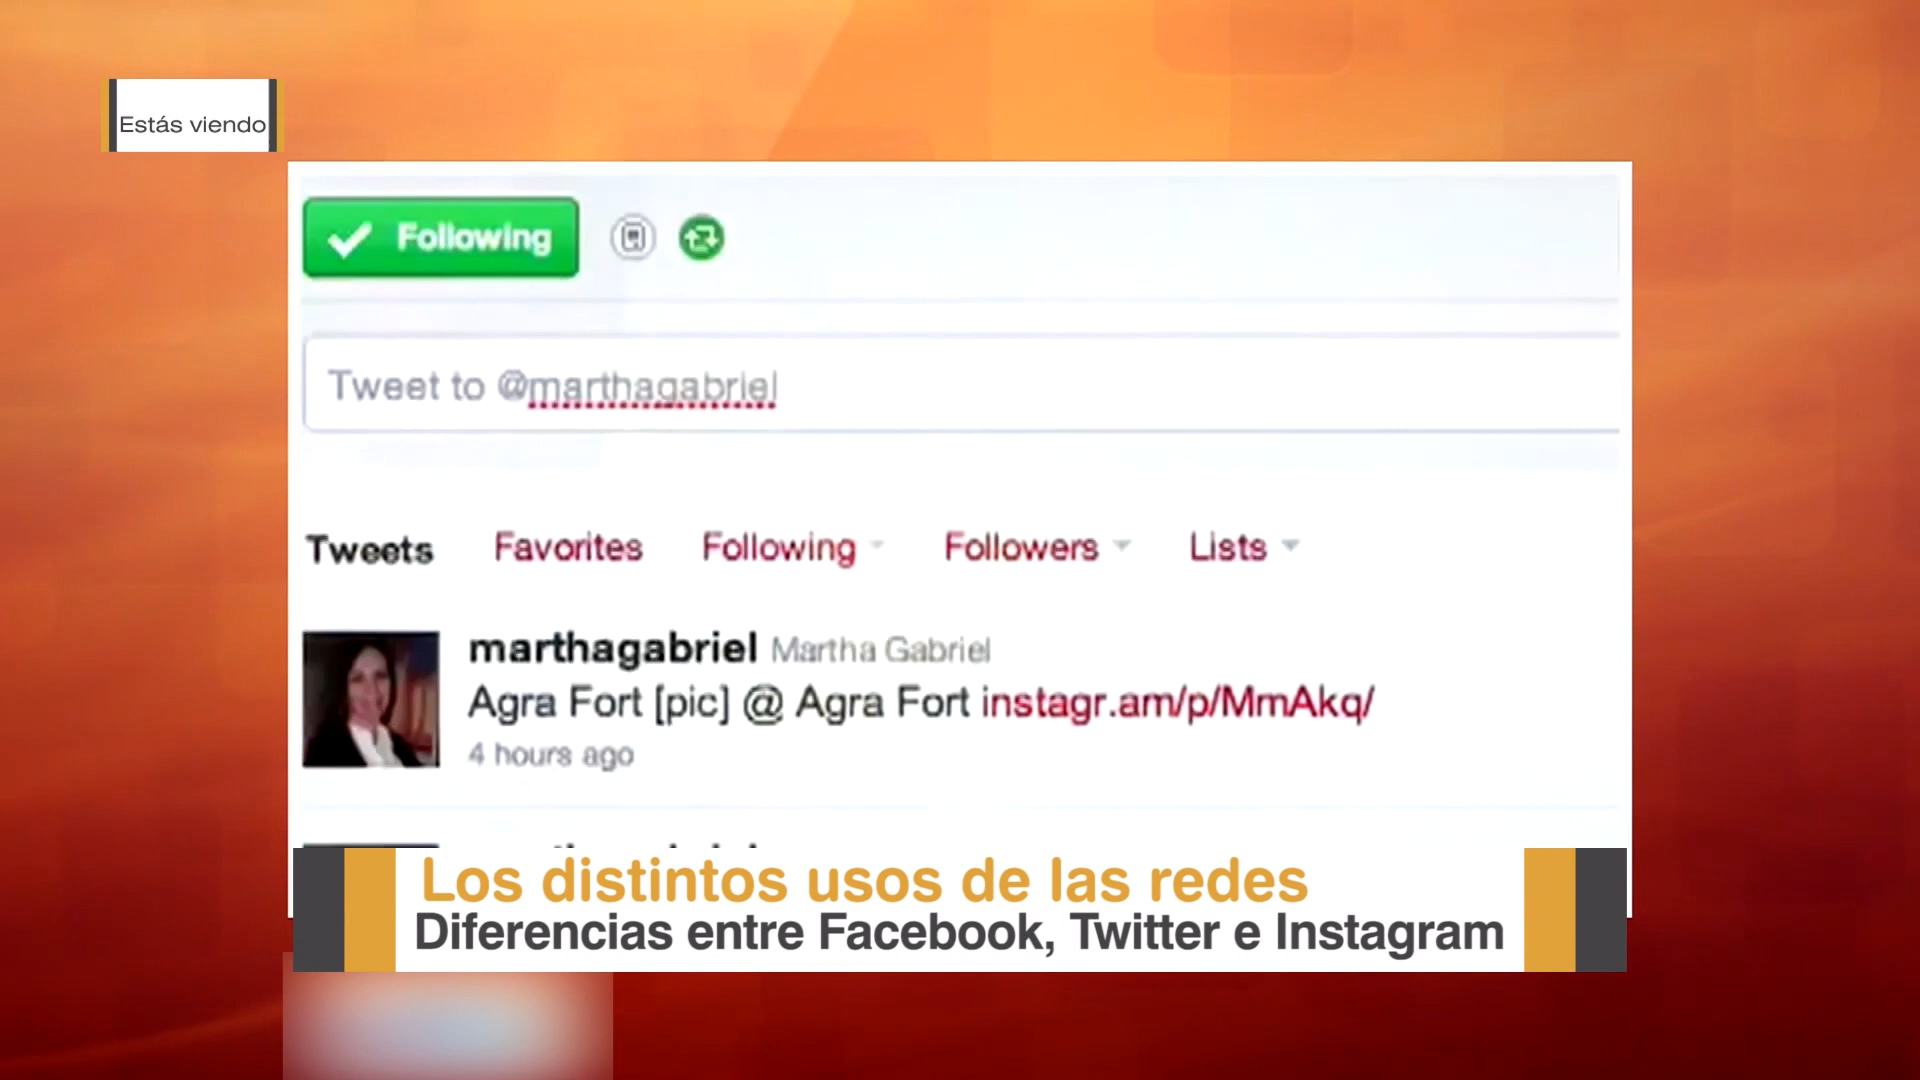 Estás viendo
Following
Tweet to @marthagabriel
Tweets Favorites Following Followers Lists
marthagabriel Martha Gabriel
Agra Fort [pic] @ Agra Fort instagr.am/p/MmAkq/
4 hours ago
Los distintos usos de las redes
Diferencias entre Facebook, Twitter e Instagram